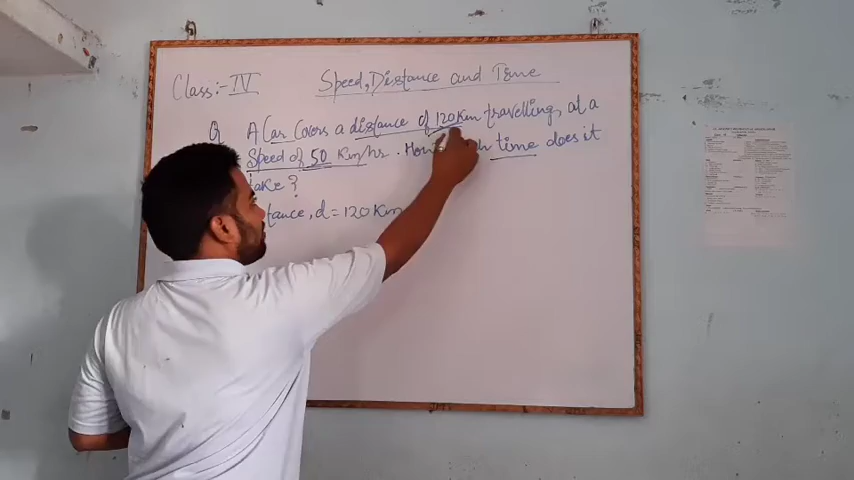 Class:- IV
Speed, Distance and Time
Q A Car Covers a distance of 120 Km travelling, at a
Speed of 50 Km/hr. How time does it
take?
tance, d = 120 Km